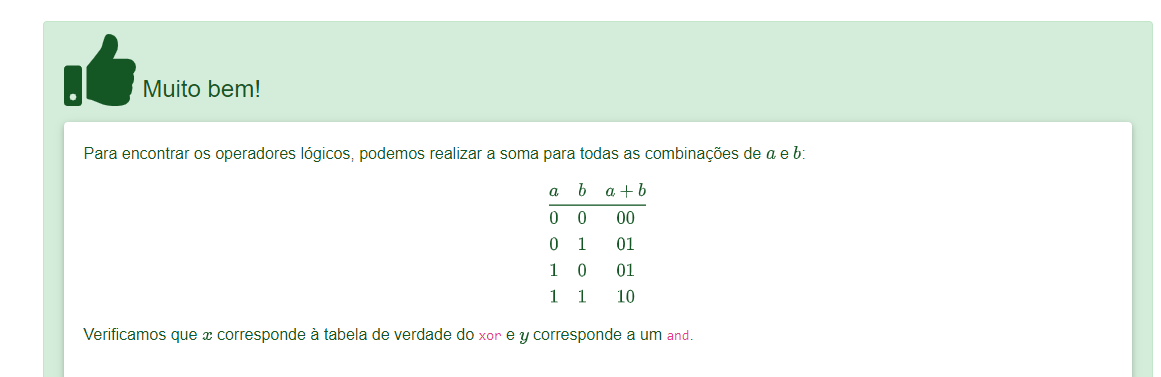 Muito bem!
Para encontrar os operadores lógicos, podemos realizar a soma para todas as combinações de a e b:
a b a + b
0 0 00
0 1 01
1 0 01
1 1 10
Verificamos que x corresponde à tabela de verdade do xor e y corresponde a um and.